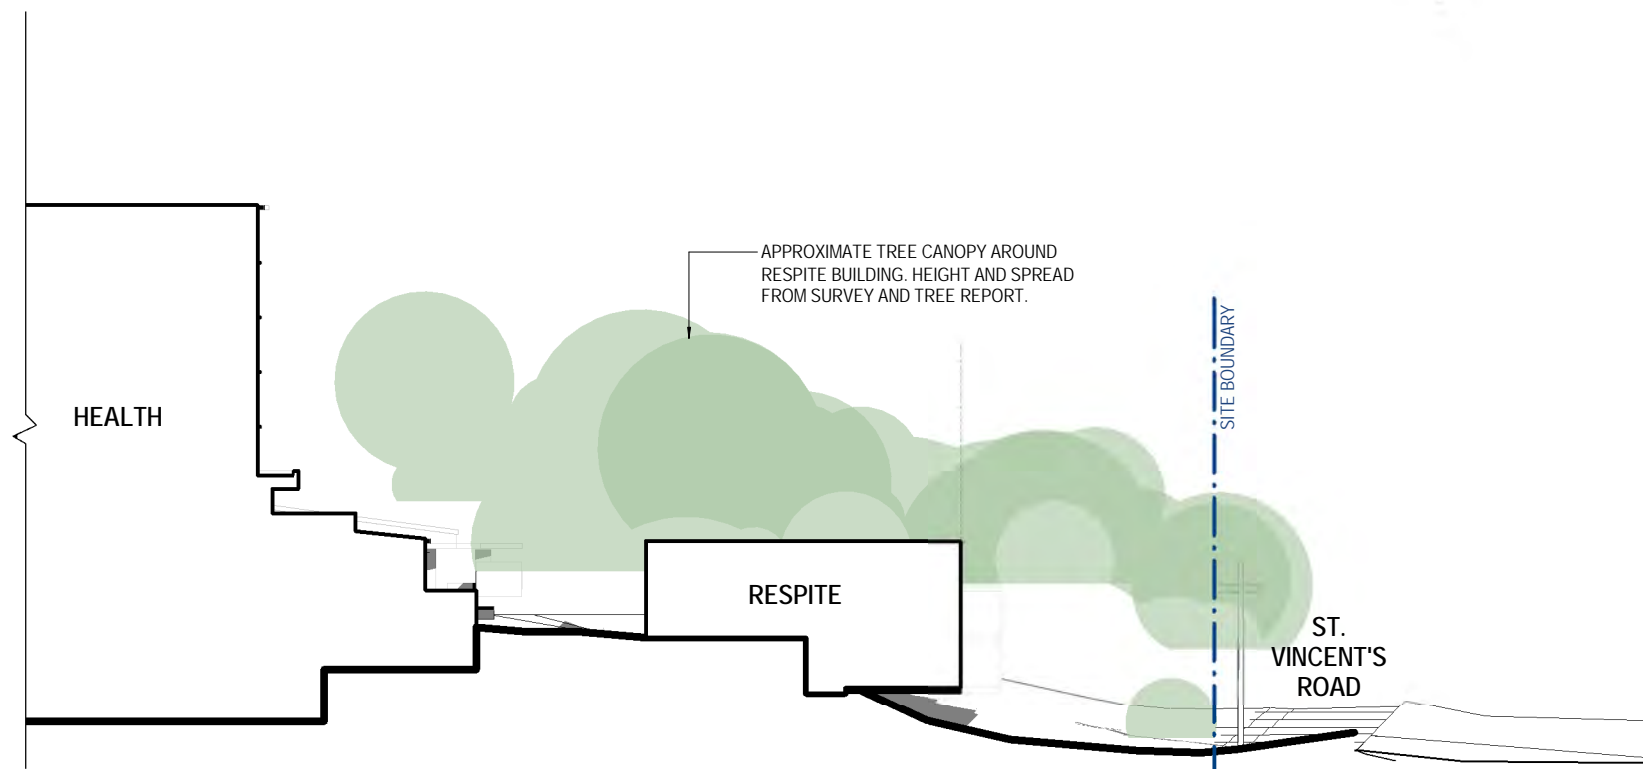 APPROXIMATE TREE CANOPY AROUND
RESPITE BUILDING. HEIGHT AND SPREAD
FROM SURVEY AND TREE REPORT.
SITE BOUNDARY
HEALTH
RESPITE
ST.
VINCENT'S
ROAD